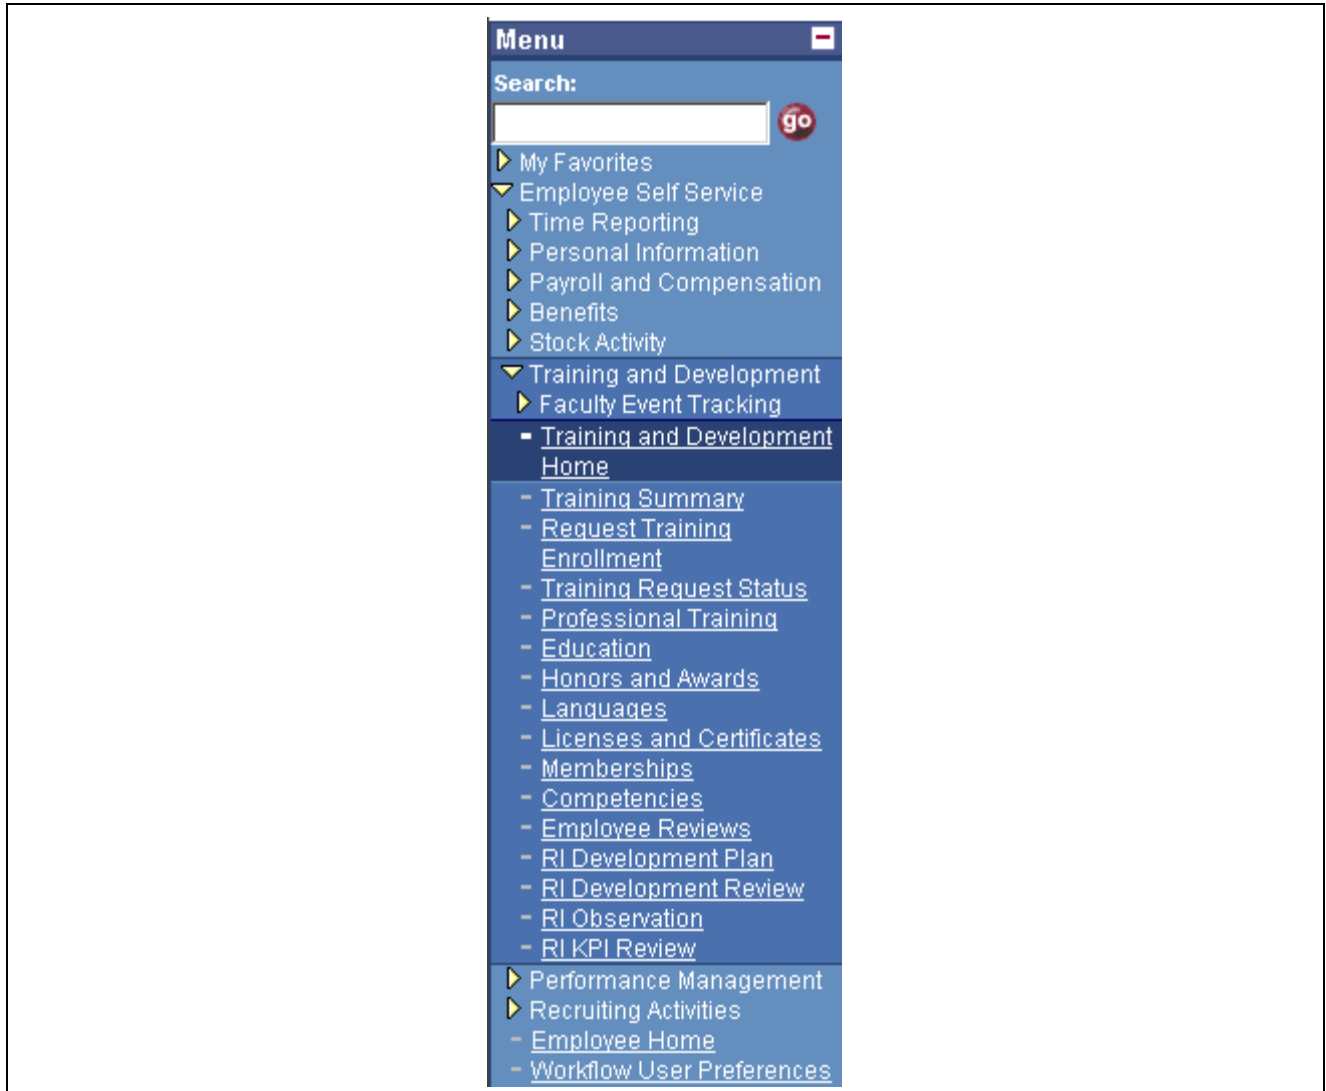 Menu
Search:
go
My Favorites
Employee Self Service
Time Reporting
Personal Information
Payroll and Compensation
Benefits
Stock Activity
Training and Development
Faculty Event Tracking
Training and Development
Home
Training Summary
Request Training
Enrollment
Training Request Status
Professional Training
Education
Honors and Awards
Languages
Licenses and Certificates
Memberships
Competencies
Employee Reviews
RI Development Plan
RI Development Review
RI Observation
RI KPI Review
Performance Management
Recruiting Activities
Employee Home
Workflow User Preferences